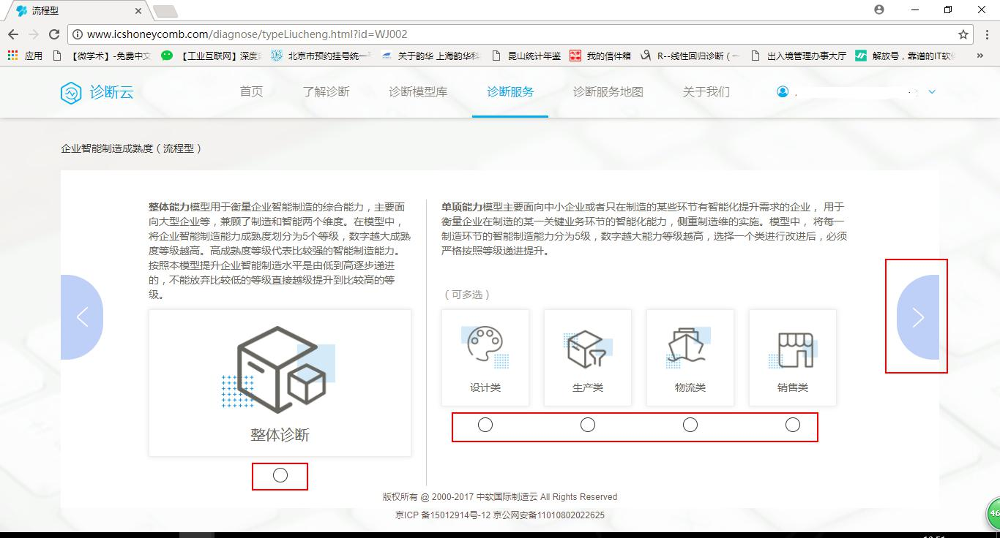 流程型
www.icshoneycomb.com/diagnose/typeLiucheng.html?id=WJ002
应用
【微学术】-免费中文
【工业互联网】深度
北京市预约挂号统一
关于韵华 上海韵华科
昆山统计年鉴
我的信件箱
R--线性回归诊断（一
出入境管理办事大厅
解放号，靠谱的IT软
»
诊断云
首页
了解诊断
诊断模型库
诊断服务
诊断服务地图
关于我们
企业智能制造成熟度（流程型）
整体能力模型用于衡量企业智能制造的综合能力，主要面
向大型企业等，兼顾了制造和智能两个维度。在模型中，
将企业智能制造能力成熟度划分为5个等级，数字越大成熟
度等级越高。高成熟度等级代表比较强的智能制造能力。
按照本模型提升企业智能制造水平是由低到高逐步递进
的，不能放弃比较低的等级直接越级提升到比较高的等
级。
整体诊断
单项能力模型主要面向中小企业或者只在制造的某些环节有智能化提升需求的企业， 用于
衡量企业在制造的某一关键业务环节的智能化能力，侧重制造维的实施。模型中， 将每一
制造环节的智能制造能力分为5级，数字越大能力等级越高，选择一个类进行改进后，必须
严格按照等级递进提升。
（可多选）
设计类
生产类
物流类
销售类
版权所有 @ 2000-2017 中软国际制造云 All Rights Reserved
京ICP 备15012914号-12 京公网安备11010802022625
46